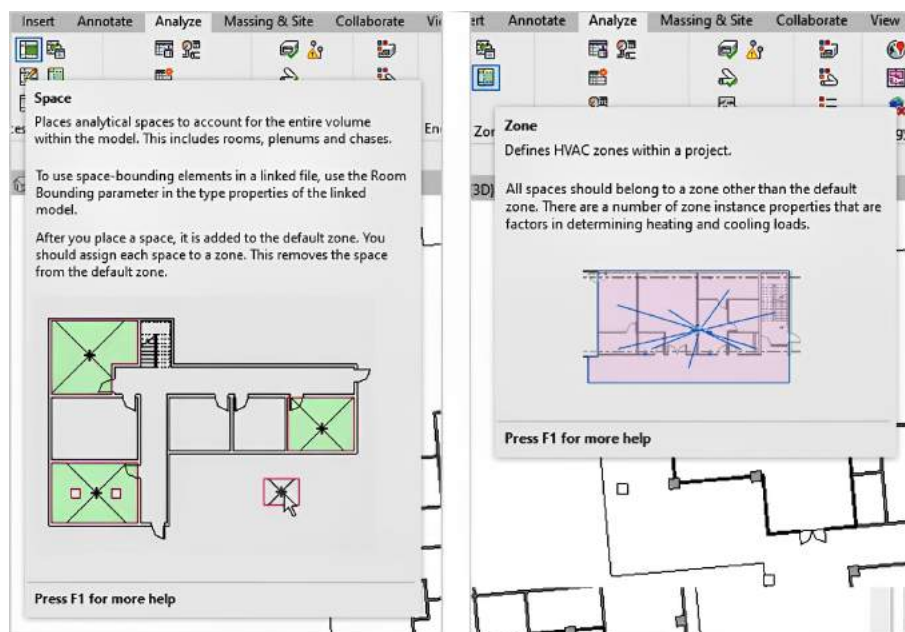 Insert Annotate Analyze Massing & Site Collaborate
Space
Places analytical spaces to account for the entire volume
within the model. This includes rooms, plenums and chases.
To use space-bounding elements in a linked file, use the Room
Bounding parameter in the type properties of the linked
model.
After you place a space, it is added to the default zone. You
should assign each space to a zone. This removes the space
from the default zone.
Press F1 for more help
Annotate Analyze Massing & Site Collaborate View
Zone
Defines HVAC zones within a project.
3D)
All spaces should belong to a zone other than the default
zone. There are a number of zone instance properties that are
factors in determining heating and cooling loads.
Press F1 for more help